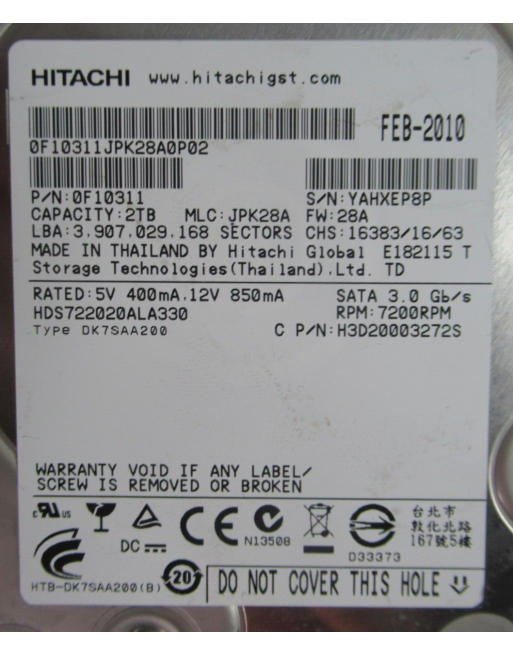 HITACHI www.hitachigst.com
FEB-2010
0F10311JPK28A0P02
P/N:0F10311 S/N:YAHXEP8P
CAPACITY:2TB MLC:JPK28A FW:28A
LBA:3.907.029.168 SECTORS CHS:16383/16/63
MADE IN THAILAND BY Hitachi Global E182115 T
Storage Technologies(Thailand).Ltd. TD
RATED:5V 400mA.12V 850mA SATA 3.0 Gb/s
HDS722020ALA330 RPM:7200RPM
Type DK7SAA200 C P/N:H3D20003272S
WARRANTY VOID IF ANY LABEL/
SCREW IS REMOVED OR BROKEN
c RU us
DC
CE
N13508
D33373
台北市
敦化北路
167號5樓
HTB-DK7SAA200(B)
20
DO NOT COVER THIS HOLE